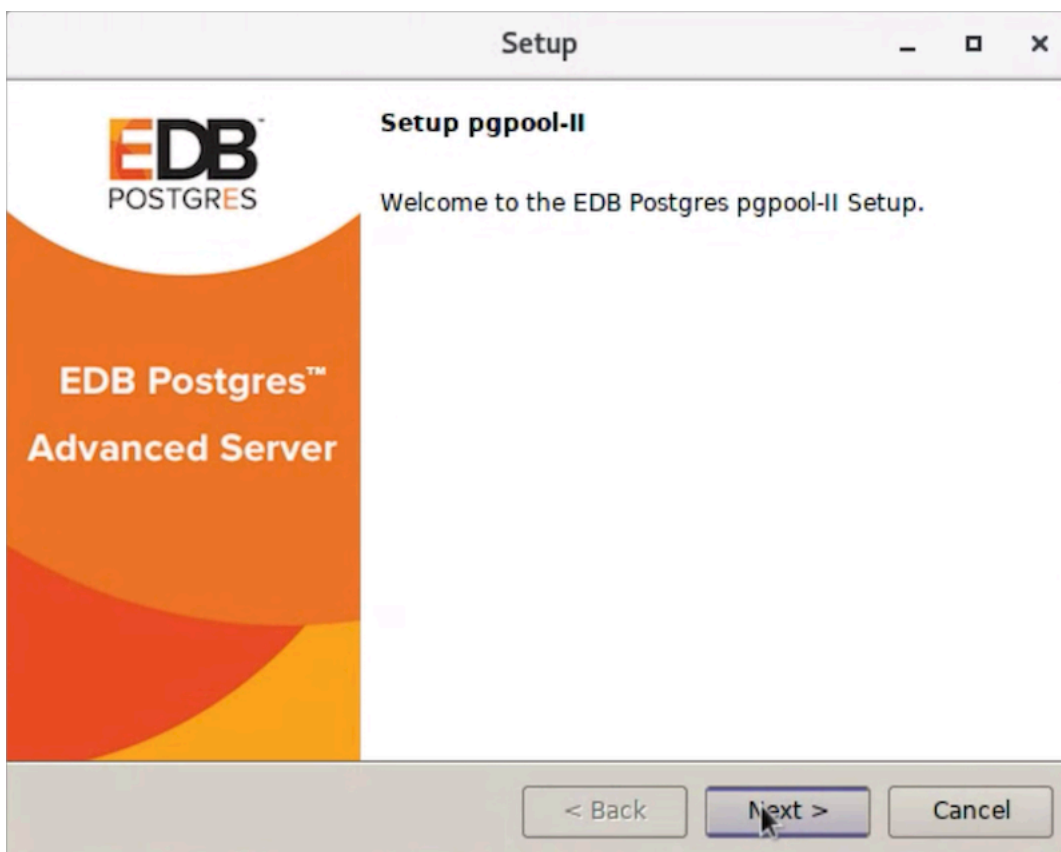 Setup
EDB™
POSTGRES
EDB Postgres™
Advanced Server
Setup pgpool-II
Welcome to the EDB Postgres pgpool-II Setup.
< Back
Next >
Cancel